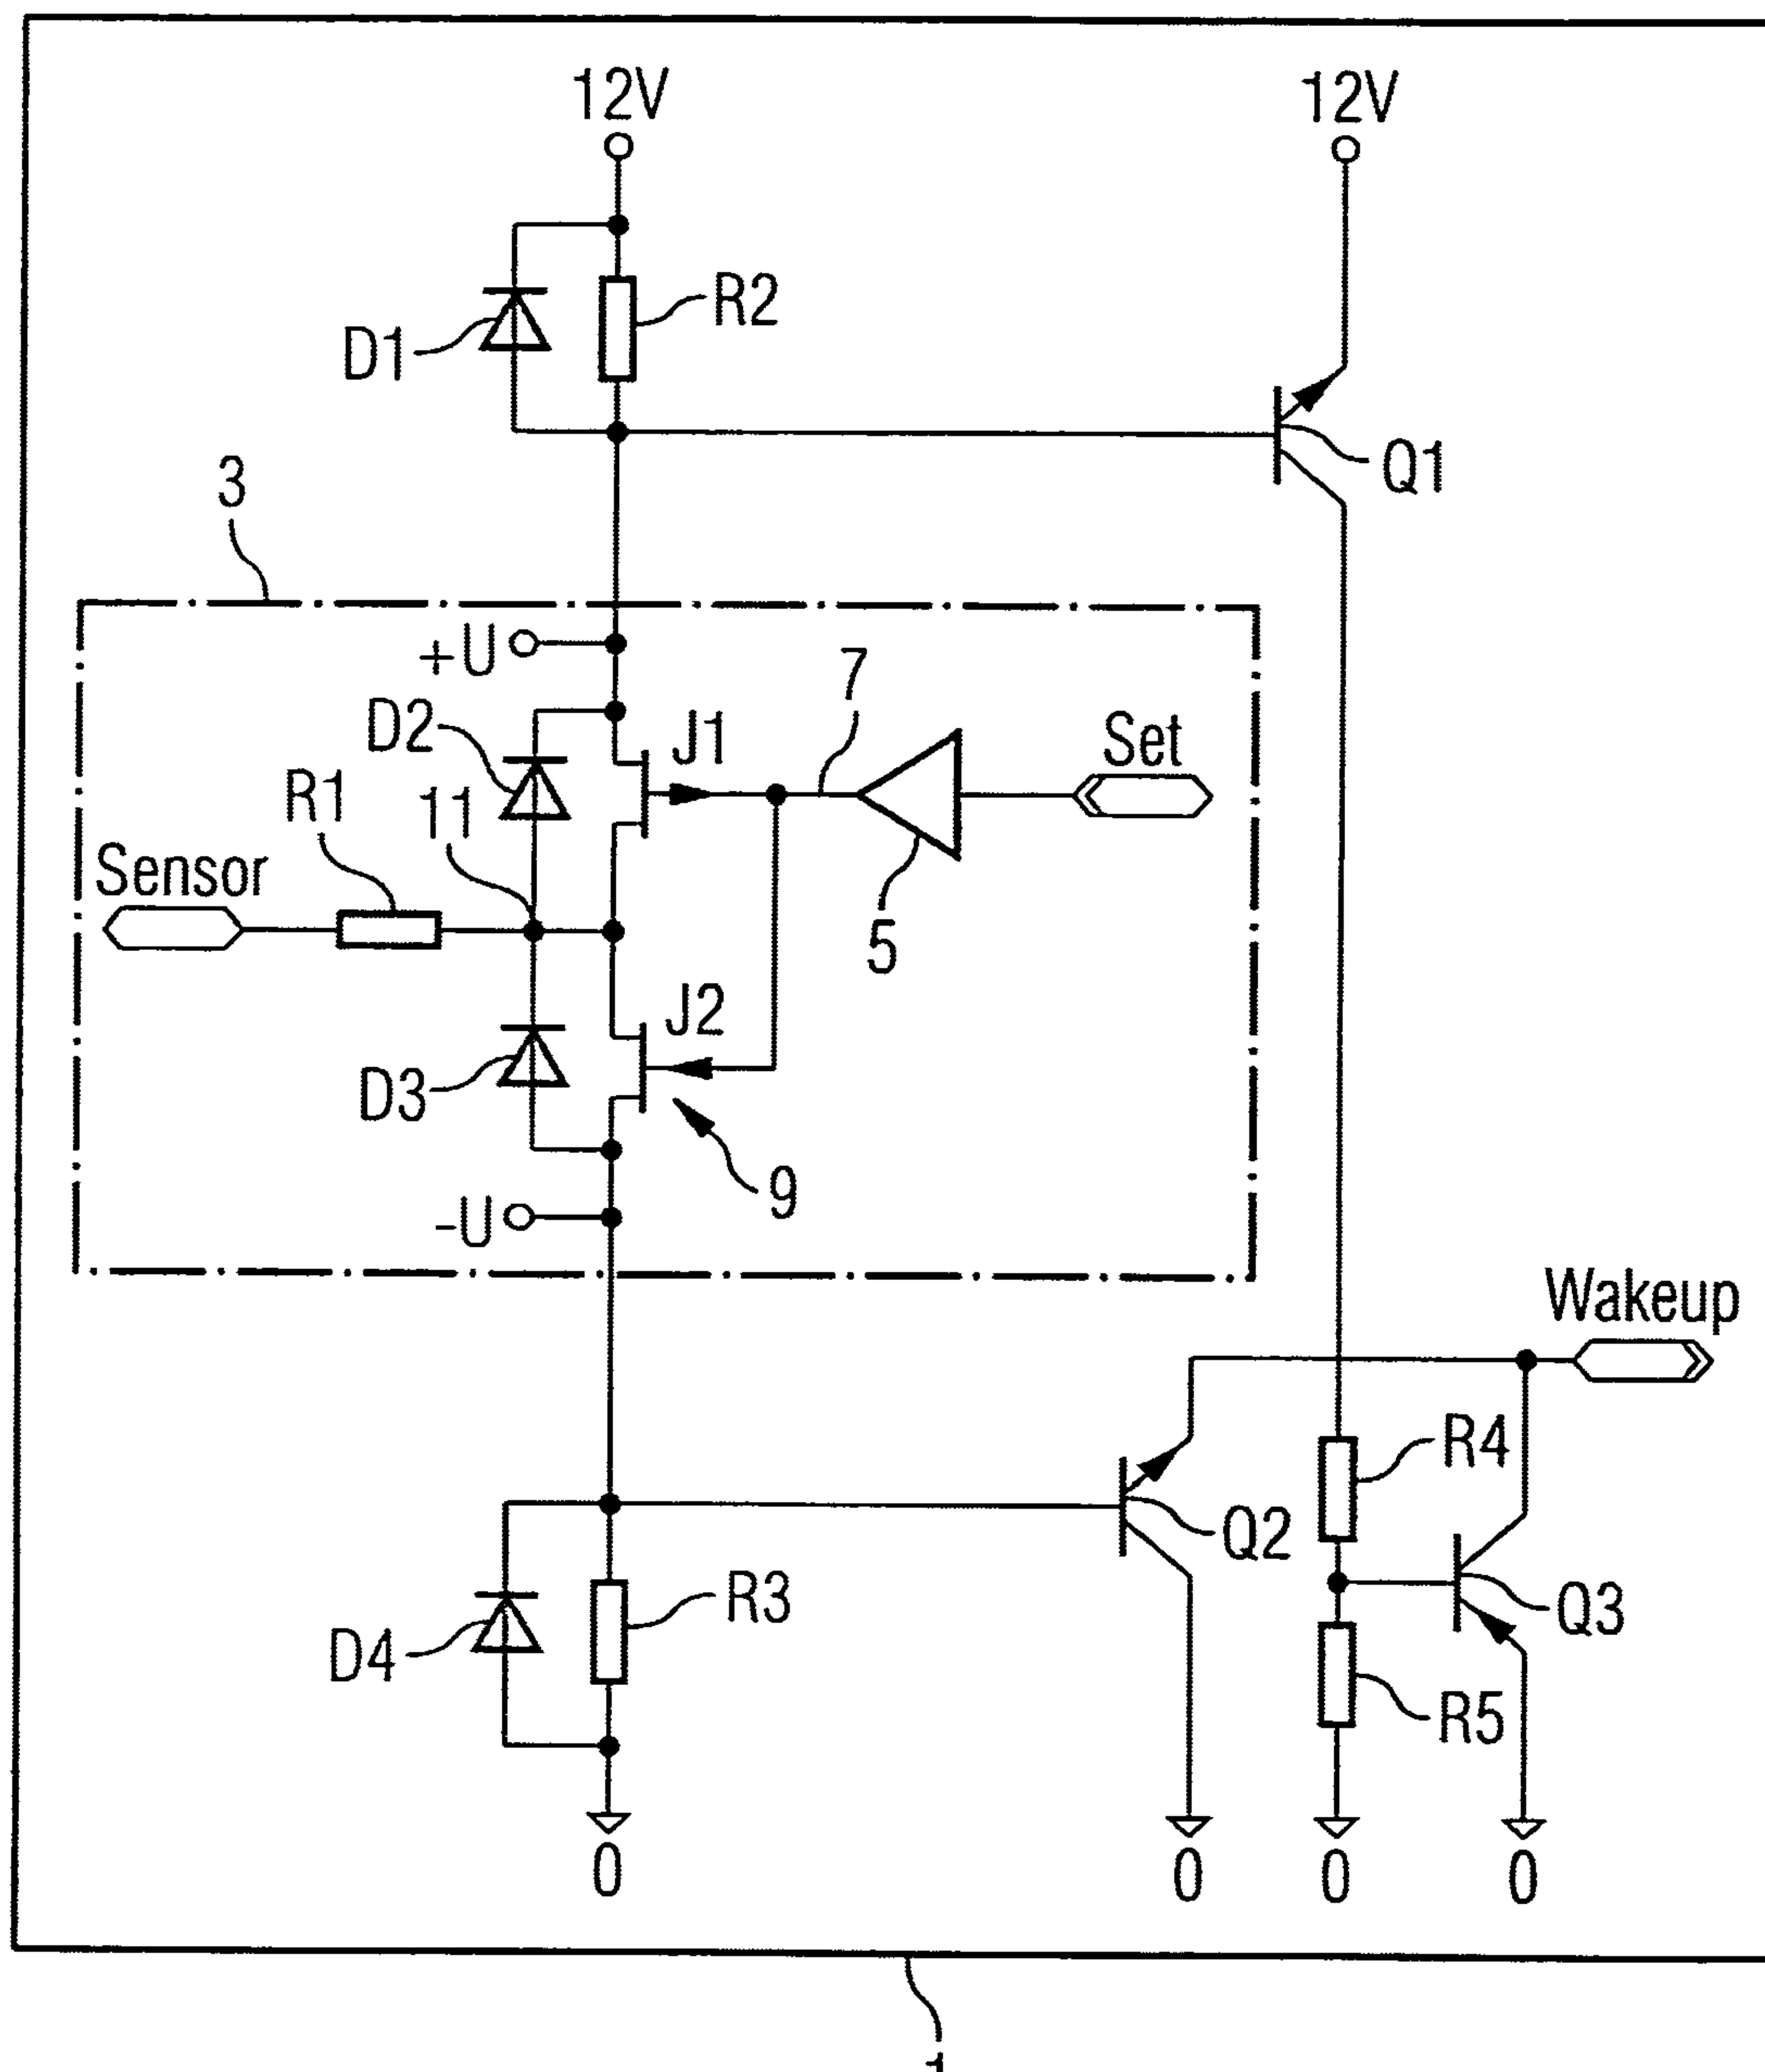 12V
12V
R2
D1
Q1
3
+U
7
D2
J1
Set
R1
11
Sensor
5
J2
D3
9
-U
Wakeup
R4
Q2
R3
Q3
D4
R5
0
0
0
0
1